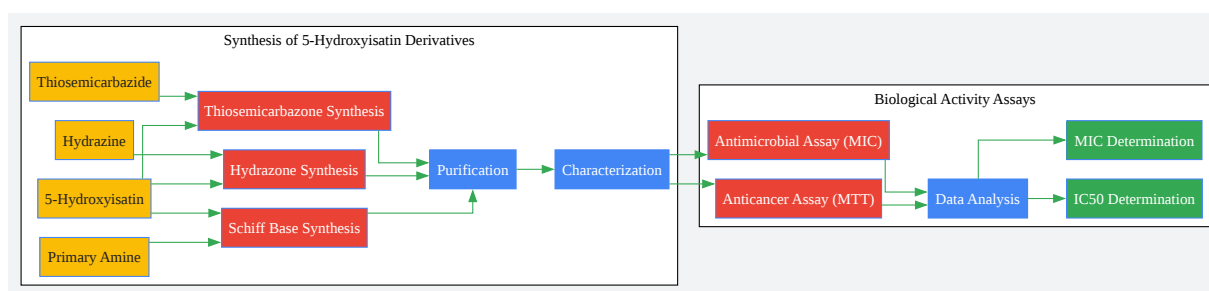 Synthesis of 5-Hydroxyisatin Derivatives
Thiosemicarbazide
Thiosemicarbazone Synthesis
Hydrazine
Hydrazone Synthesis
5-Hydroxyisatin
Schiff Base Synthesis
Primary Amine
Purification
Characterization
Biological Activity Assays
Antimicrobial Assay (MIC)
Anticancer Assay (MTT)
Data Analysis
MIC Determination
IC50 Determination